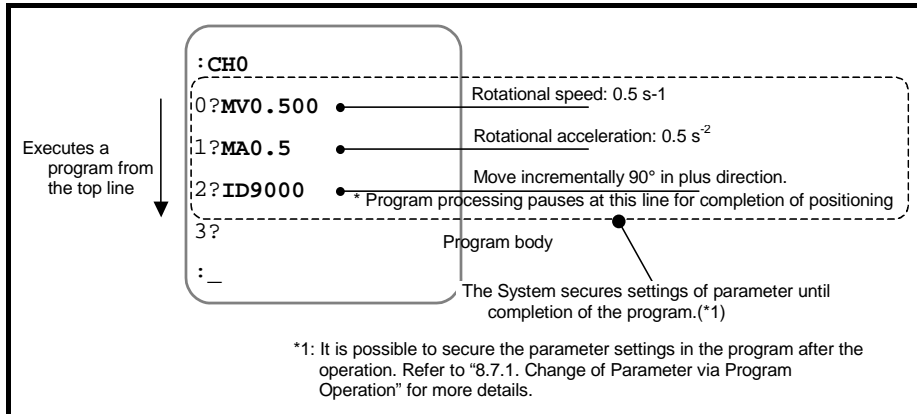 :CH0
0?MV0.500
Rotational speed: 0.5 s-1
Executes a
program from
the top line
1?MA0.5
Rotational acceleration: 0.5 s-2
2?ID9000
Move incrementally 90° in plus direction.
* Program processing pauses at this line for completion of positioning
3?
Program body
:_
The System secures settings of parameter until
completion of the program.(*1)
*1: It is possible to secure the parameter settings in the program after the
operation. Refer to “8.7.1. Change of Parameter via Program
Operation” for more details.